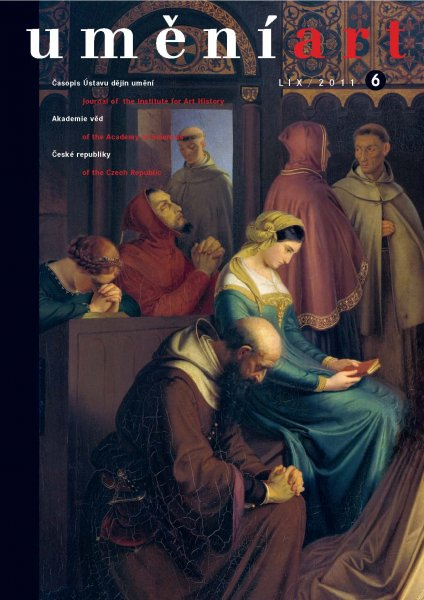 uměníart
LIX/2011 6
Časopis Ústavu dějin umění
Journal of the Institute for Art History
Akademie věd
of the Academy of Sciences
České republiky
of the Czech Republic